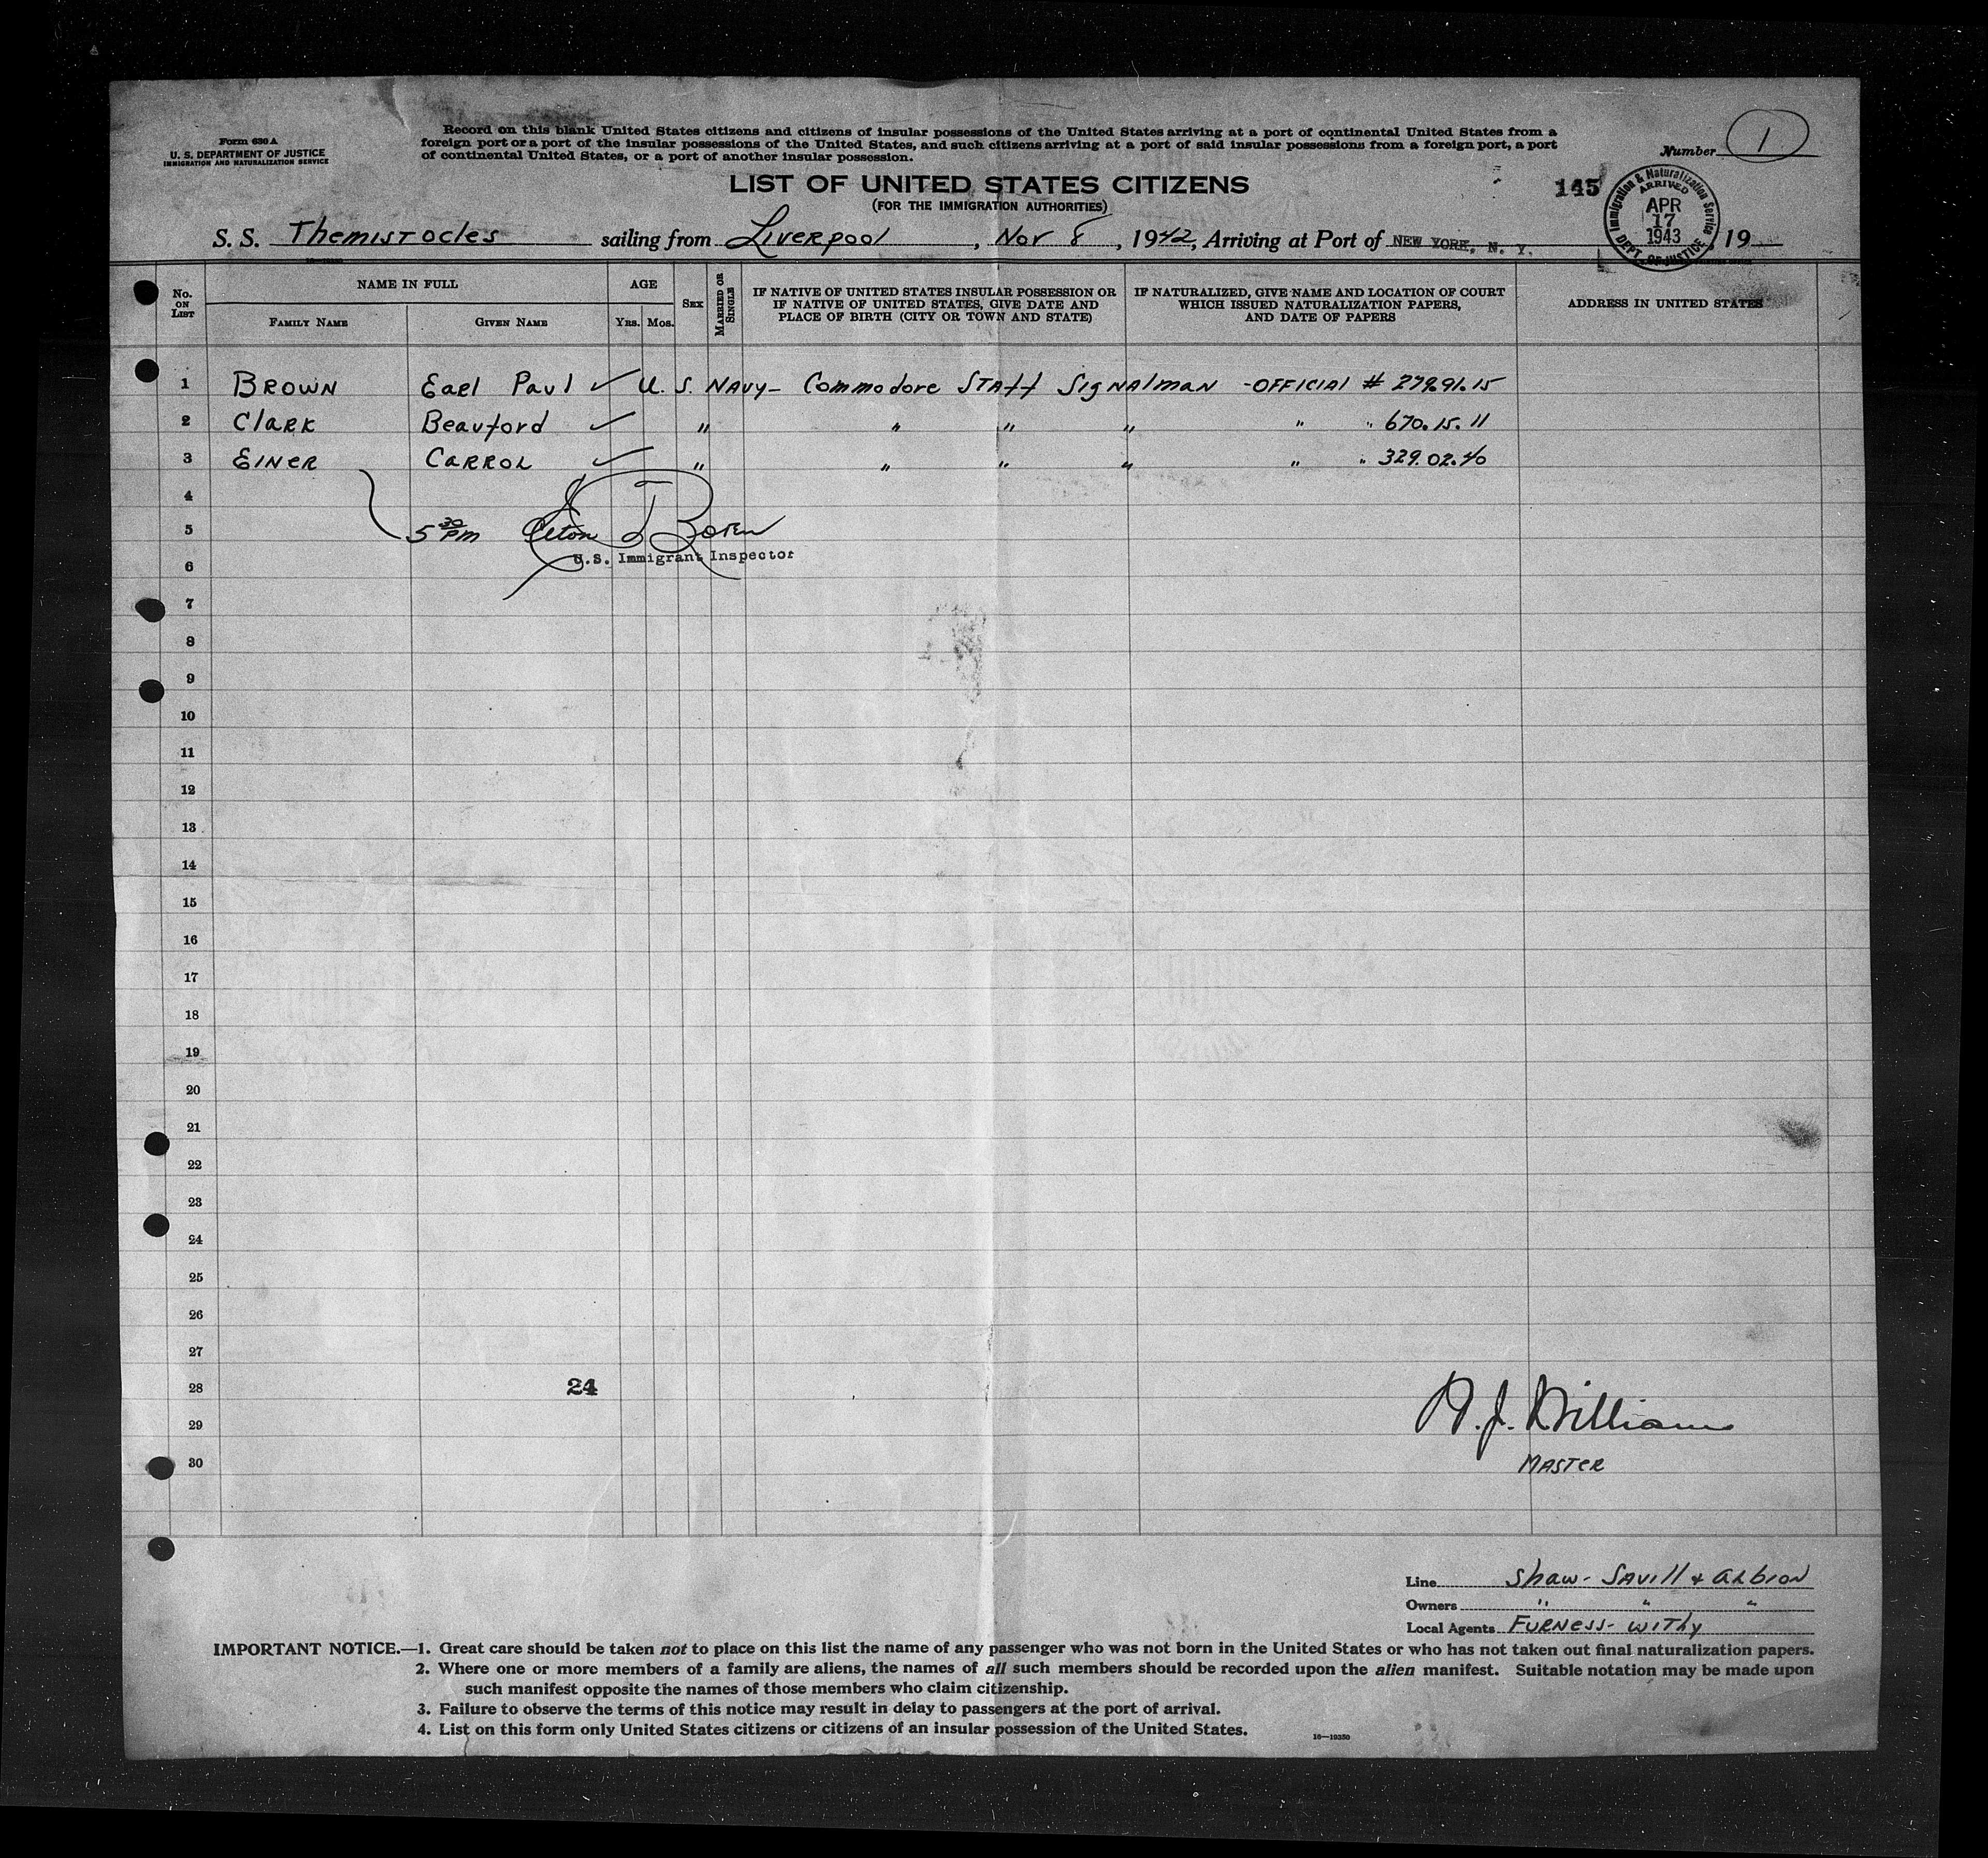 Form 630 A
U. S. DEPARTMENT OF JUSTICE
IMMIGRATION AND NATURALIZATION SERVICE
Record on this blank United States citizens and citizens of insular possessions of the United States arriving at a port of continental United States from a
foreign port or a port of the insular possessions of the United States, and such citizens arriving at a port of said insular possessions from a foreign port, a port
of continental United States, or a port of another insular possession.
Number 1
LIST OF UNITED STATES CITIZENS
(FOR THE IMMIGRATION AUTHORITIES)
145
Immigration & Naturalization Service
ARRIVED
APR
17
1943
DEPT. OF JUSTICE
S. S. Themistocles sailing from Liverpool, Nov 8, 1942, Arriving at Port of NEW YORK, N. Y. , 19
No. ON LIST
NAME IN FULL
FAMILY NAME
GIVEN NAME
AGE
YRS. MOS.
SEX
MARRIED OR SINGLE
IF NATIVE OF UNITED STATES INSULAR POSSESSION OR
IF NATIVE OF UNITED STATES, GIVE DATE AND
PLACE OF BIRTH (CITY OR TOWN AND STATE)
IF NATURALIZED, GIVE NAME AND LOCATION OF COURT
WHICH ISSUED NATURALIZATION PAPERS,
AND DATE OF PAPERS
ADDRESS IN UNITED STATES
1 BROWN Earl Paul ✓ U. S. NAVY- Commodore Staff Signalman -OFFICIAL # 279.91.15
2 Clark Beauford ✓ " " " " " " 670.15.11
3 EINER CARROL ✓ " " " " " " 329.02.40
4
5 5 30 PM
U.S. Immigrant Inspector
6
7
8
9
10
11
12
13
14
15
16
17
18
19
20
21
22
23
24
25
26
27
28 24
29 Williams
30 MASTER
Line Shaw- Savill & Albion
Owners " " "
Local Agents FURNESS- WITHY
IMPORTANT NOTICE.—1. Great care should be taken not to place on this list the name of any passenger who was not born in the United States or who has not taken out final naturalization papers.
2. Where one or more members of a family are aliens, the names of all such members should be recorded upon the alien manifest. Suitable notation may be made upon
such manifest opposite the names of those members who claim citizenship.
3. Failure to observe the terms of this notice may result in delay to passengers at the port of arrival.
4. List on this form only United States citizens or citizens of an insular possession of the United States.
16—19350